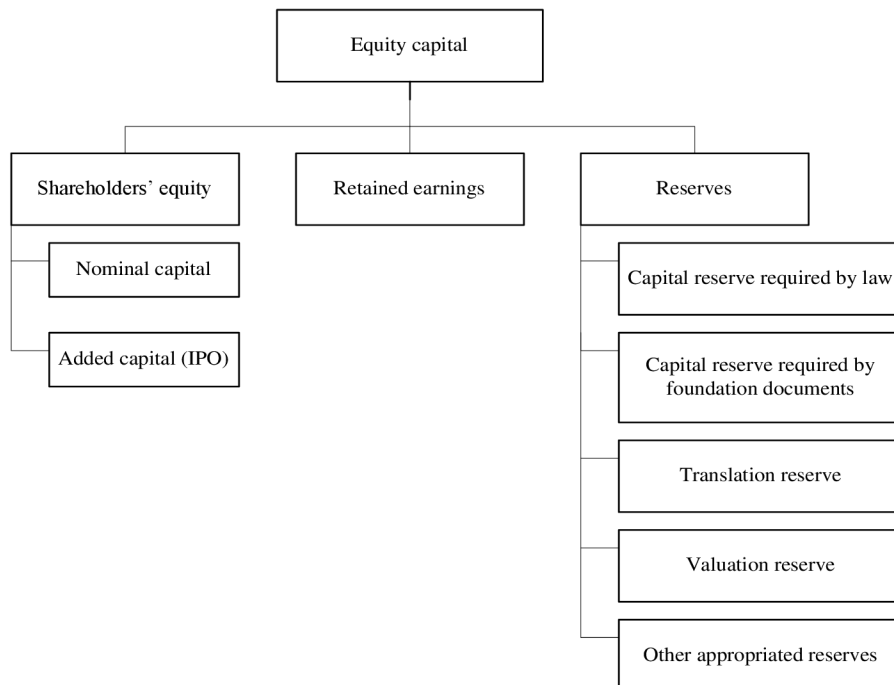 Equity capital
Shareholders’ equity
Retained earnings
Reserves
Nominal capital
Added capital (IPO)
Capital reserve required by law
Capital reserve required by
foundation documents
Translation reserve
Valuation reserve
Other appropriated reserves